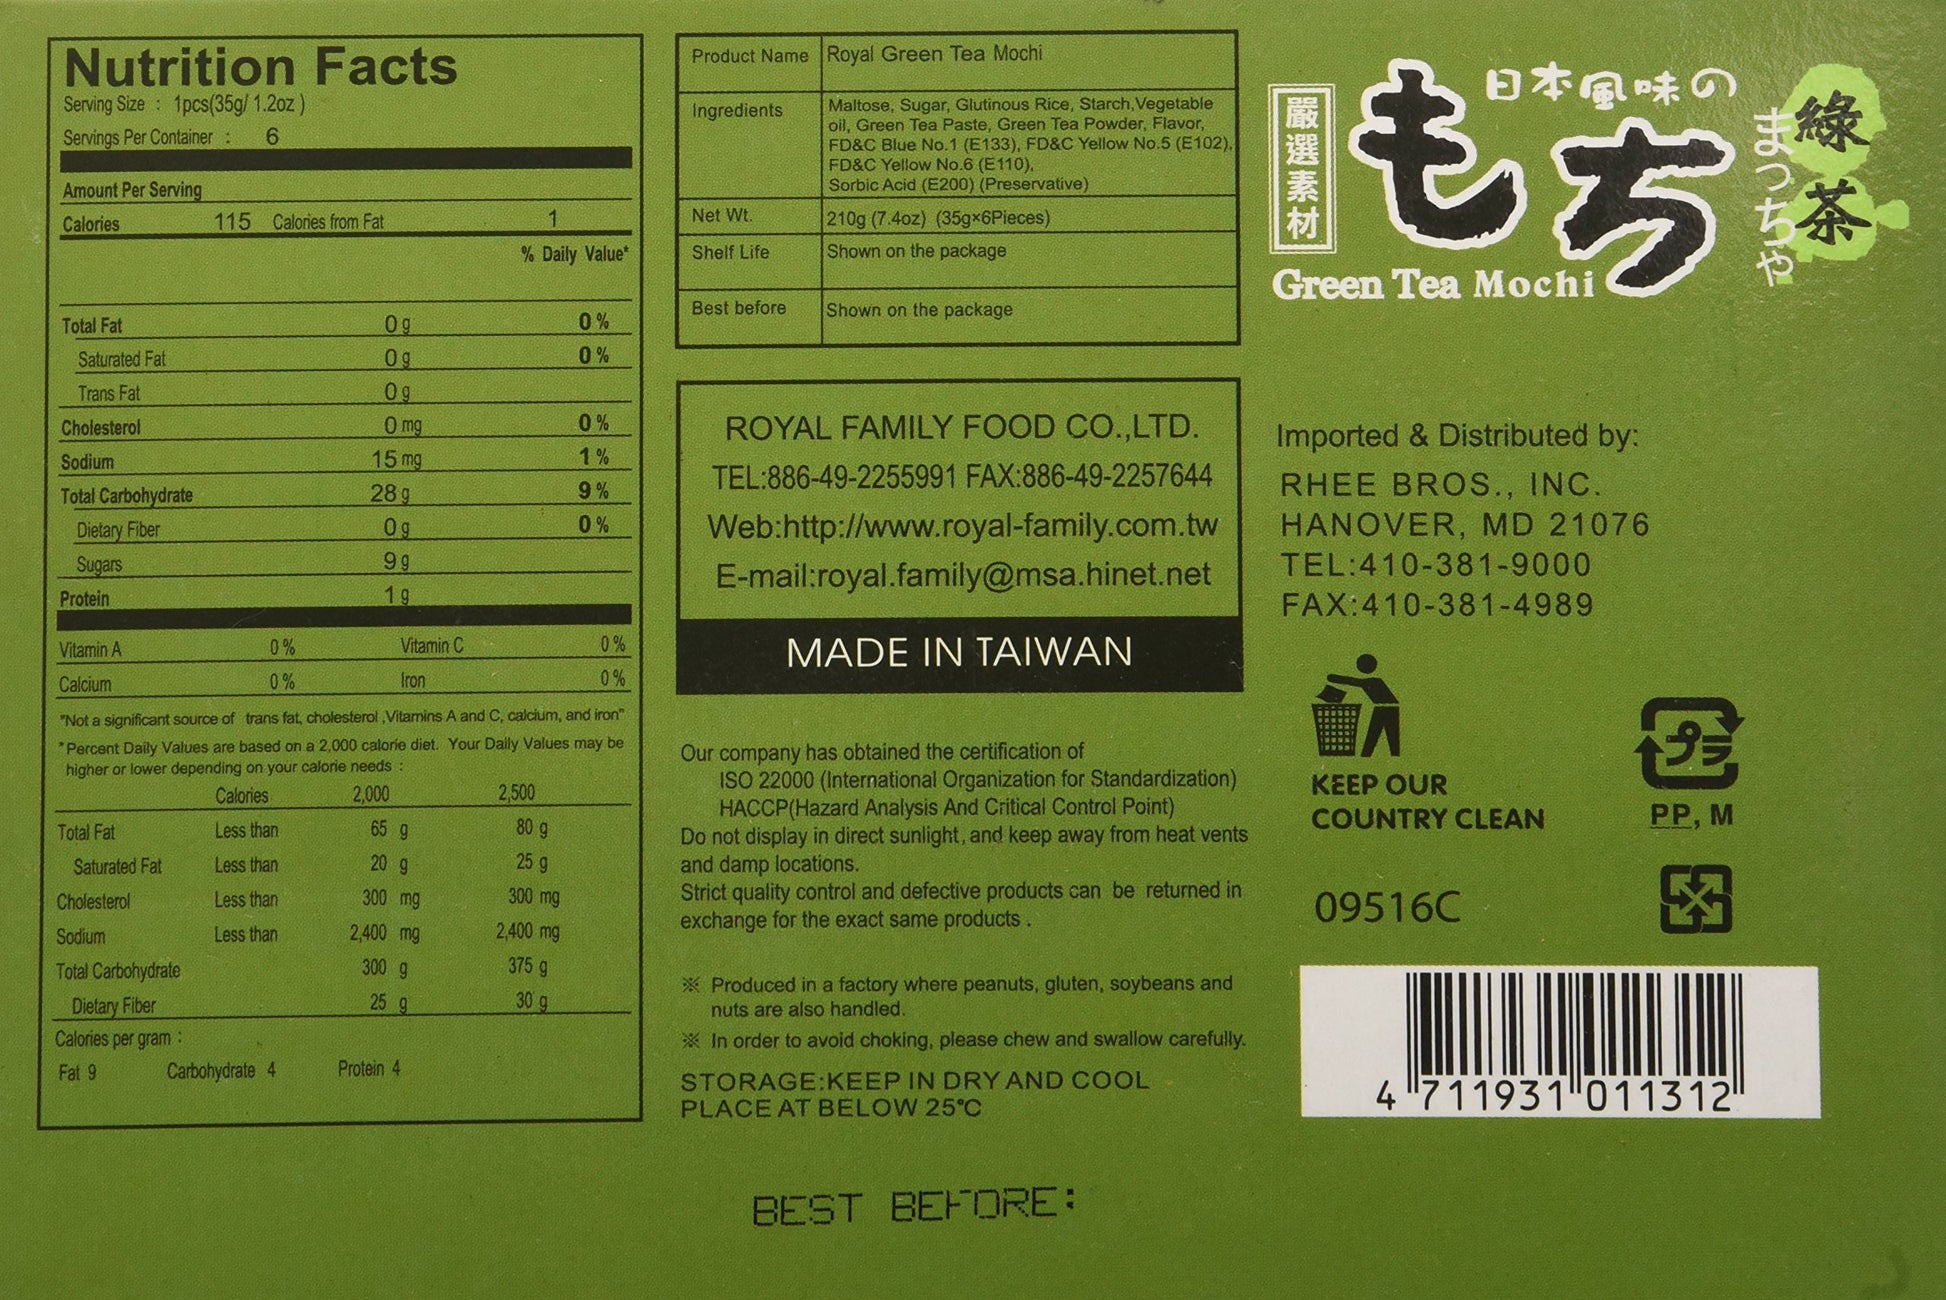 Nutrition Facts
Serving Size : 1pcs(35g/ 1.2oz )
Servings Per Container : 6
Amount Per Serving
Calories 115 Calories from Fat 1
% Daily Value*
Total Fat 0 g 0 %
Saturated Fat 0 g 0 %
Trans Fat 0 g
Cholesterol 0 mg 0 %
Sodium 15 mg 1 %
Total Carbohydrate 28 g 9 %
Dietary Fiber 0 g 0 %
Sugars 9 g
Protein 1 g
Vitamin A 0 % Vitamin C 0 %
Calcium 0 % Iron 0 %
"Not a significant source of trans fat, cholesterol ,Vitamins A and C, calcium, and iron"
*Percent Daily Values are based on a 2,000 calorie diet. Your Daily Values may be
higher or lower depending on your calorie needs :
Calories 2,000 2,500
Total Fat Less than 65 g 80 g
Saturated Fat Less than 20 g 25 g
Cholesterol Less than 300 mg 300 mg
Sodium Less than 2,400 mg 2,400 mg
Total Carbohydrate 300 g 375 g
Dietary Fiber 25 g 30 g
Calories per gram :
Fat 9 Carbohydrate 4 Protein 4
Product Name Royal Green Tea Mochi
Ingredients Maltose, Sugar, Glutinous Rice, Starch,Vegetable
oil, Green Tea Paste, Green Tea Powder, Flavor,
FD&C Blue No.1 (E133), FD&C Yellow No.5 (E102),
FD&C Yellow No.6 (E110),
Sorbic Acid (E200) (Preservative)
Net Wt. 210g (7.4oz) (35g×6Pieces)
Shelf Life Shown on the package
Best before Shown on the package
ROYAL FAMILY FOOD CO.,LTD.
TEL:886-49-2255991 FAX:886-49-2257644
Web:http://www.royal-family.com.tw
E-mail:royal.family@msa.hinet.net
MADE IN TAIWAN
Our company has obtained the certification of
ISO 22000 (International Organization for Standardization)
HACCP(Hazard Analysis And Critical Control Point)
Do not display in direct sunlight, and keep away from heat vents
and damp locations.
Strict quality control and defective products can be returned in
exchange for the exact same products .
※ Produced in a factory where peanuts, gluten, soybeans and
nuts are also handled.
※ In order to avoid choking, please chew and swallow carefully.
STORAGE:KEEP IN DRY AND COOL
PLACE AT BELOW 25℃
BEST BEFORE:
嚴選素材
日本風味の
もち
綠茶
まっちゃ
Green Tea Mochi
Imported & Distributed by:
RHEE BROS., INC.
HANOVER, MD 21076
TEL:410-381-9000
FAX:410-381-4989
KEEP OUR
COUNTRY CLEAN
プラ
PP, M
09516C
4 711931 011312